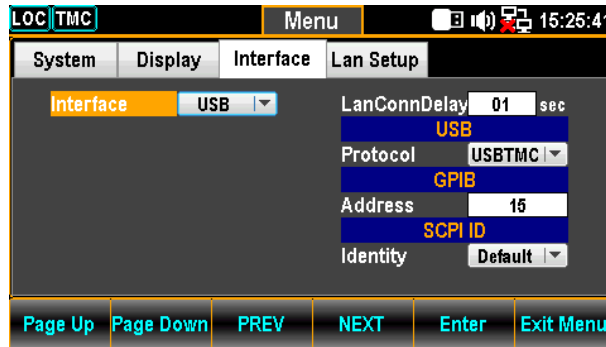 LOC TMC Menu 15:25:41
System Display Interface Lan Setup
Interface USB LanConnDelay 01 sec
USB
Protocol USBTMC
GPIB
Address 15
SCPI ID
Identity Default
Page Up Page Down PREV NEXT Enter Exit Menu